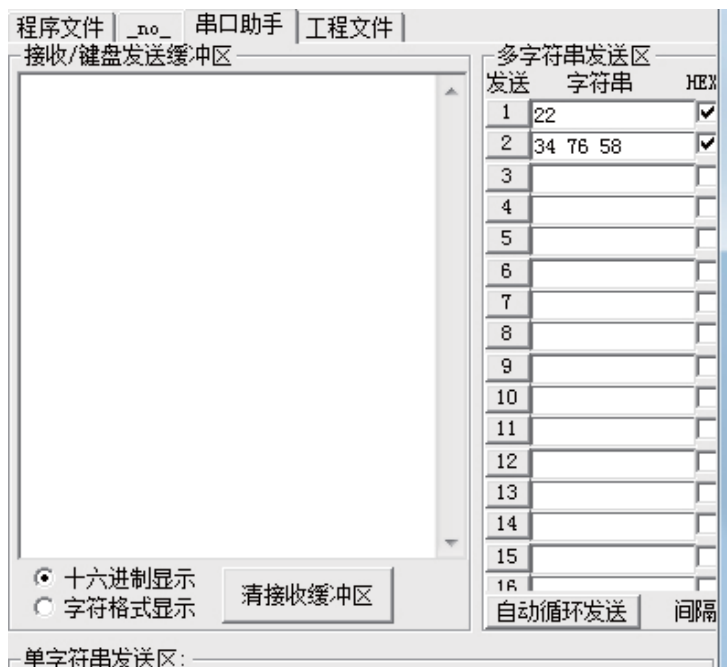 程序文件 _no_ 串口助手 工程文件
接收/键盘发送缓冲区
多字符串发送区
发送 字符串 HEX
1 22
2 34 76 58
3
4
5
6
7
8
9
10
11
12
13
14
15
16
十六进制显示
字符格式显示
清接收缓冲区
自动循环发送 间隔
单字符串发送区: